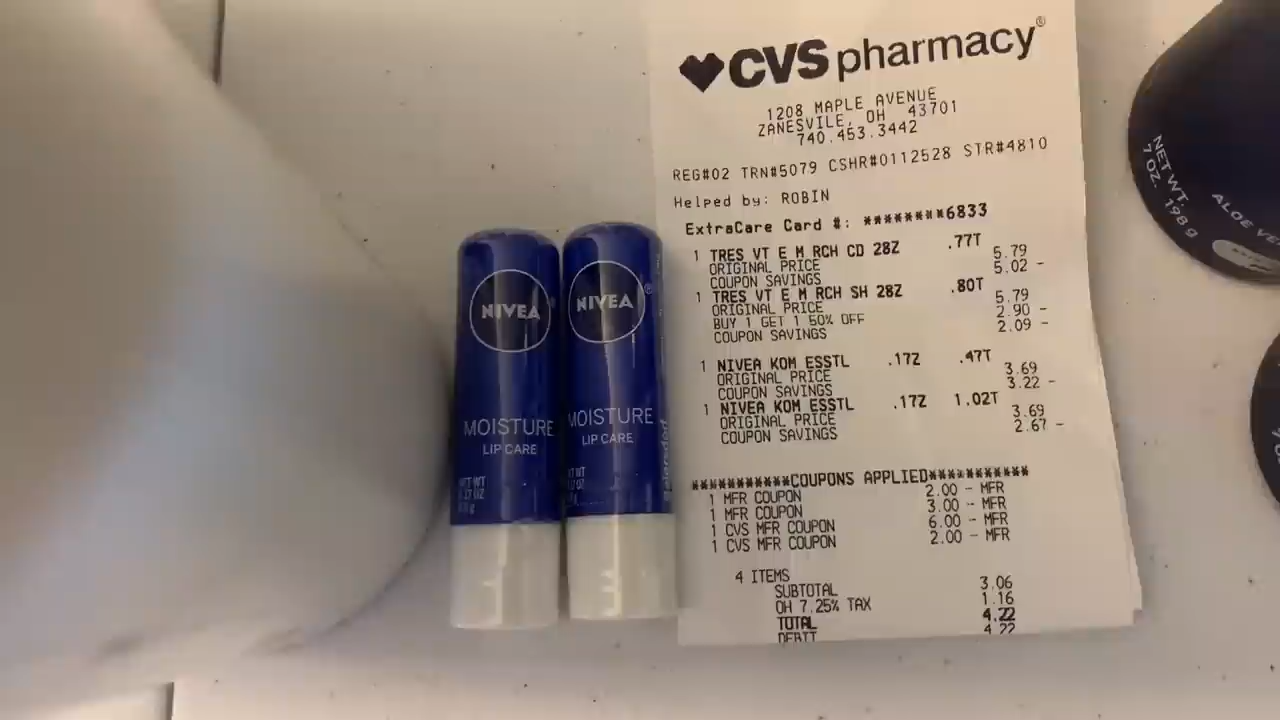 CVS pharmacy®
1208 MAPLE AVENUE
ZANESVILE, OH 43701
740.453.3442
REG#02 TRN#5079 CSHR#0112528 STR#4810
Helped by: ROBIN
ExtraCare Card #: ********6833
1 TRES VT E M RCH CD 28Z .77T
ORIGINAL PRICE 5.79
COUPON SAVINGS 5.02 -
1 TRES VT E M RCH SH 28Z .80T
ORIGINAL PRICE 5.79
BUY 1 GET 1 50% OFF 2.90 -
COUPON SAVINGS 2.09 -
1 NIVEA KOM ESSTL .17Z .47T
ORIGINAL PRICE 3.69
COUPON SAVINGS 3.22 -
1 NIVEA KOM ESSTL .17Z 1.02T
ORIGINAL PRICE 3.69
COUPON SAVINGS 2.67 -
***********COUPONS APPLIED***********
1 MFR COUPON 2.00 - MFR
1 MFR COUPON 3.00 - MFR
1 CVS MFR COUPON 6.00 - MFR
1 CVS MFR COUPON 2.00 - MFR
4 ITEMS
SUBTOTAL 3.06
OH 7.25% TAX 1.16
TOTAL 4.22
DEBIT 4.22
NIVEA®
MOISTURE
LIP CARE
NET WT
0.17 OZ
NIVEA®
MOISTURE
LIP CARE
NET WT.
7 OZ. 198 g
ALOE VE